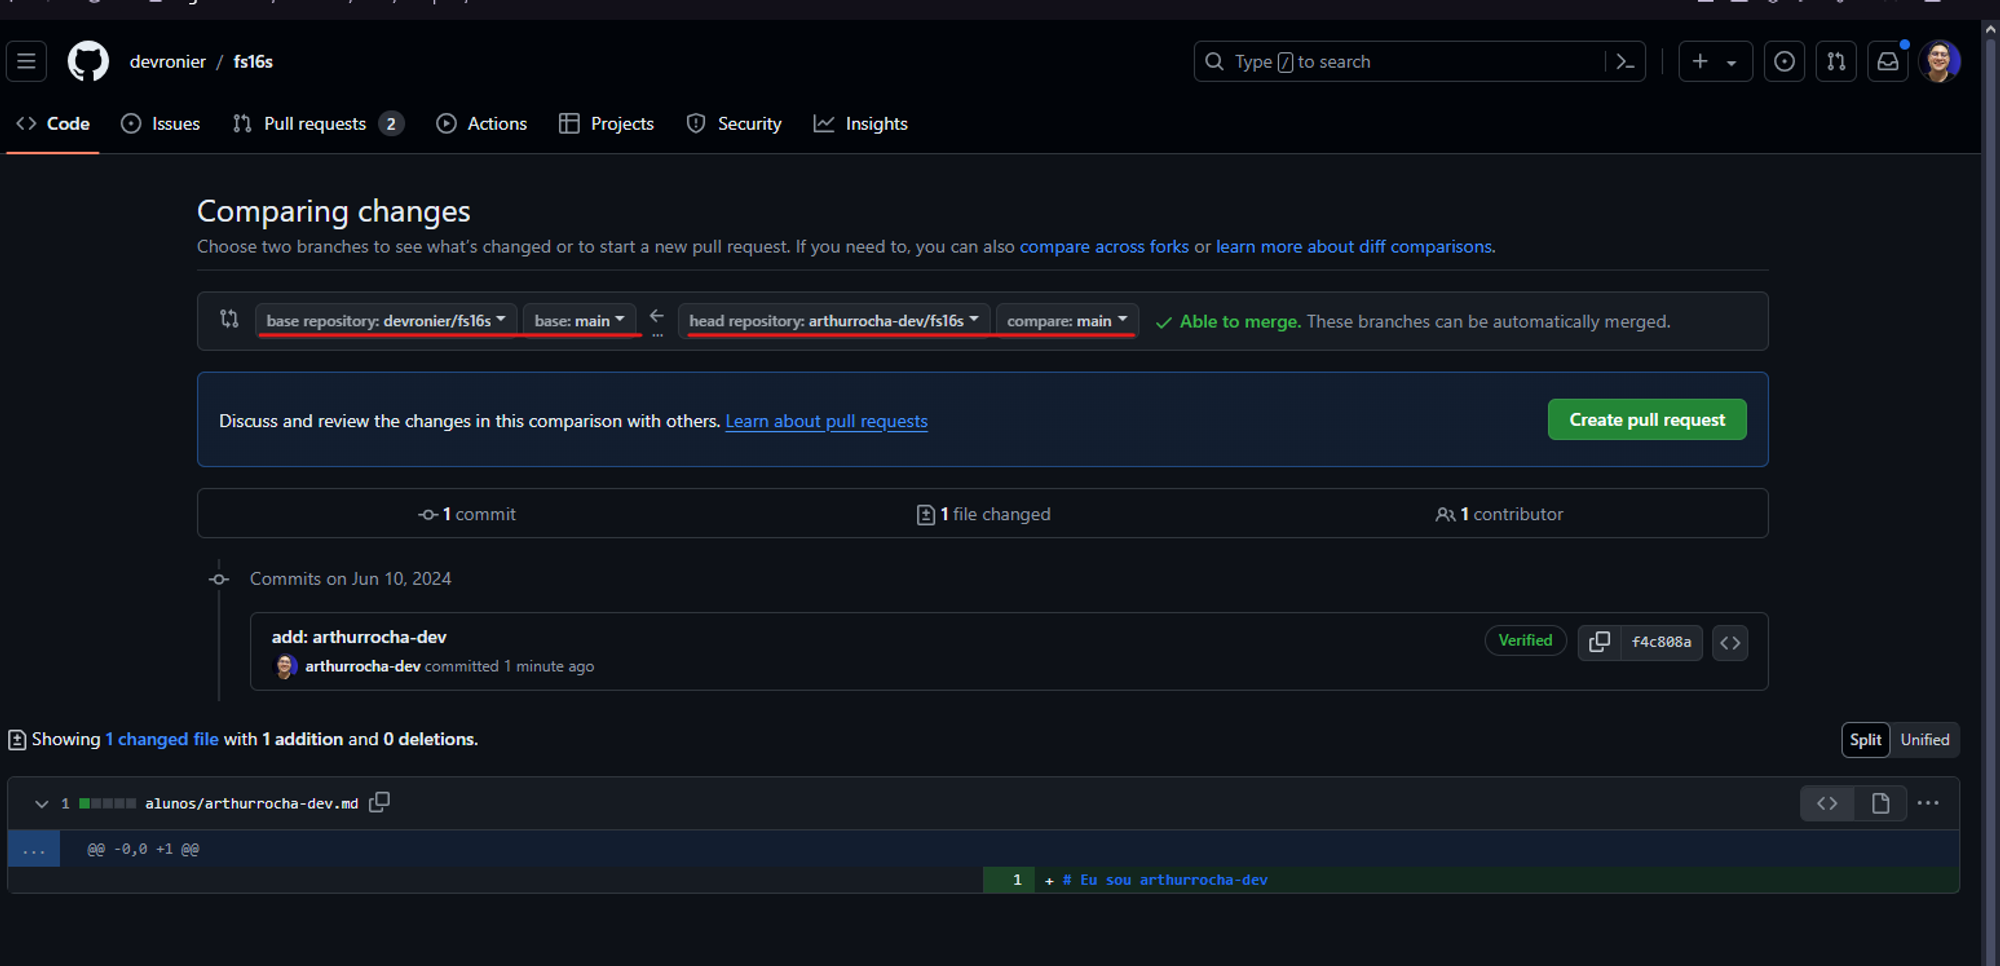 devronier / fs16s
Type / to search
Code
Issues
Pull requests 2
Actions
Projects
Security
Insights
Comparing changes
Choose two branches to see what's changed or to start a new pull request. If you need to, you can also compare across forks or learn more about diff comparisons.
base repository: devronier/fs16s
base: main
...
head repository: arthurrocha-dev/fs16s
compare: main
Able to merge. These branches can be automatically merged.
Discuss and review the changes in this comparison with others. Learn about pull requests
Create pull request
1 commit
1 file changed
1 contributor
Commits on Jun 10, 2024
add: arthurrocha-dev
Verified
f4c808a
arthurrocha-dev committed 1 minute ago
Showing 1 changed file with 1 addition and 0 deletions.
Split
Unified
1 alunos/arthurrocha-dev.md
... @@ -0,0 +1 @@
1 + # Eu sou arthurrocha-dev